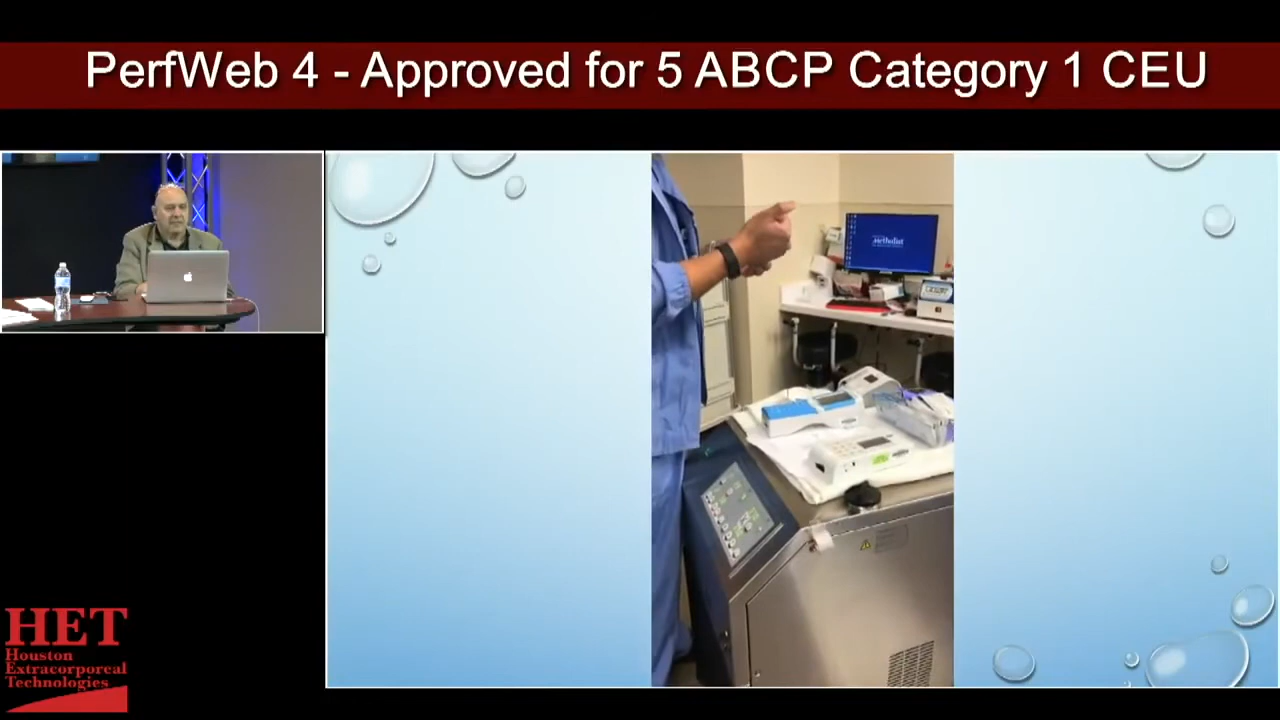 PerfWeb 4 - Approved for 5 ABCP Category 1 CEU
Methodist
HET
Houston
Extracorporeal
Technologies